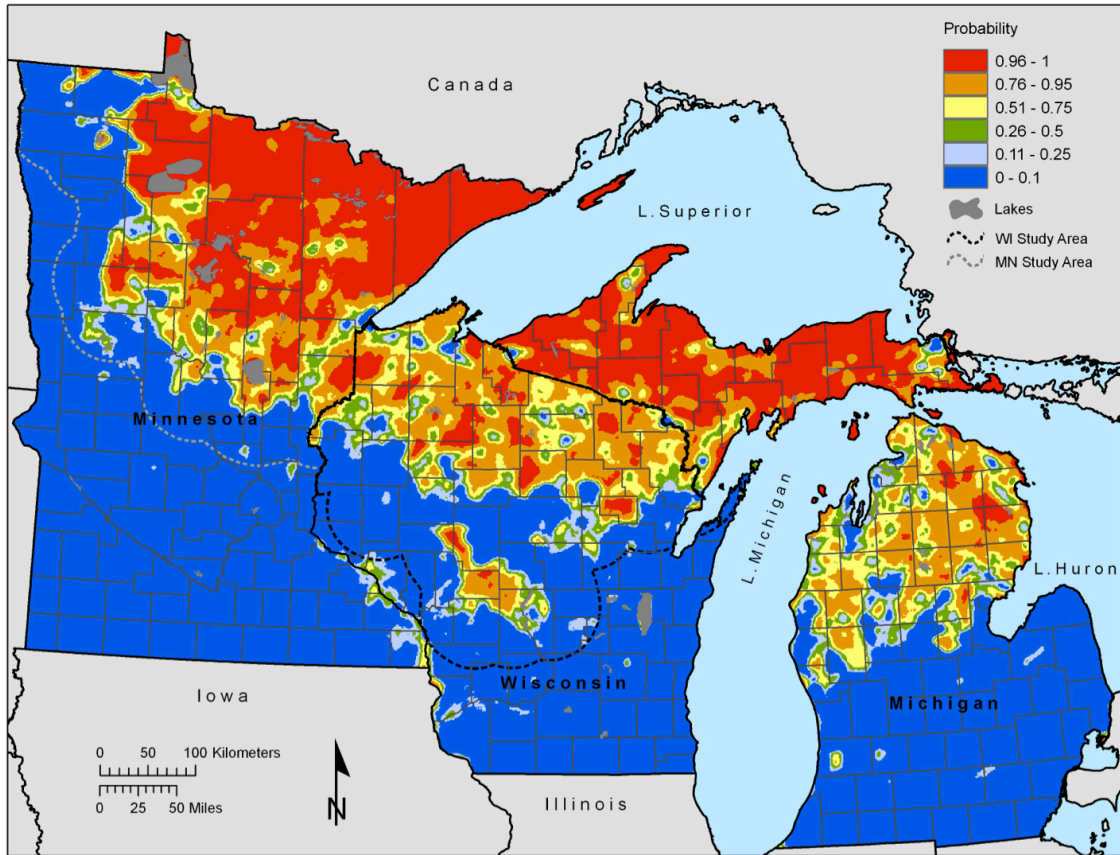 Probability
0.96 - 1
0.76 - 0.95
0.51 - 0.75
0.26 - 0.5
0.11 - 0.25
0 - 0.1
Lakes
WI Study Area
MN Study Area
Canada
L.Superior
Minnesota
L.Michigan
L.Huron
Wisconsin
Michigan
Iowa
Illinois
0 50 100 Kilometers
0 25 50 Miles
N